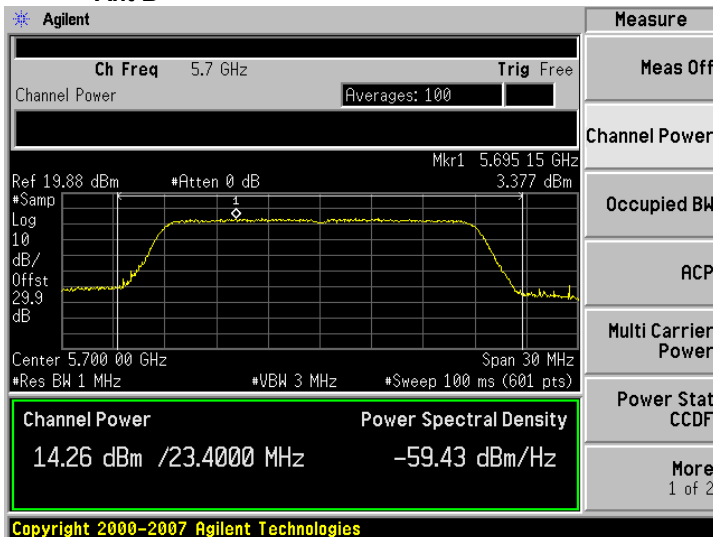 Agilent
Measure
Ch Freq 5.7 GHz Trig Free
Channel Power Averages: 100
Mkr1 5.695 15 GHz
Ref 19.88 dBm #Atten 0 dB 3.377 dBm
#Samp
Log
10
dB/
Offst
29.9
dB
1
Center 5.700 00 GHz Span 30 MHz
#Res BW 1 MHz #VBW 3 MHz #Sweep 100 ms (601 pts)
Channel Power Power Spectral Density
14.26 dBm /23.4000 MHz -59.43 dBm/Hz
Meas Off
Channel Power
Occupied BW
ACP
Multi Carrier
Power
Power Stat
CCDF
More
1 of 2
Copyright 2000-2007 Agilent Technologies